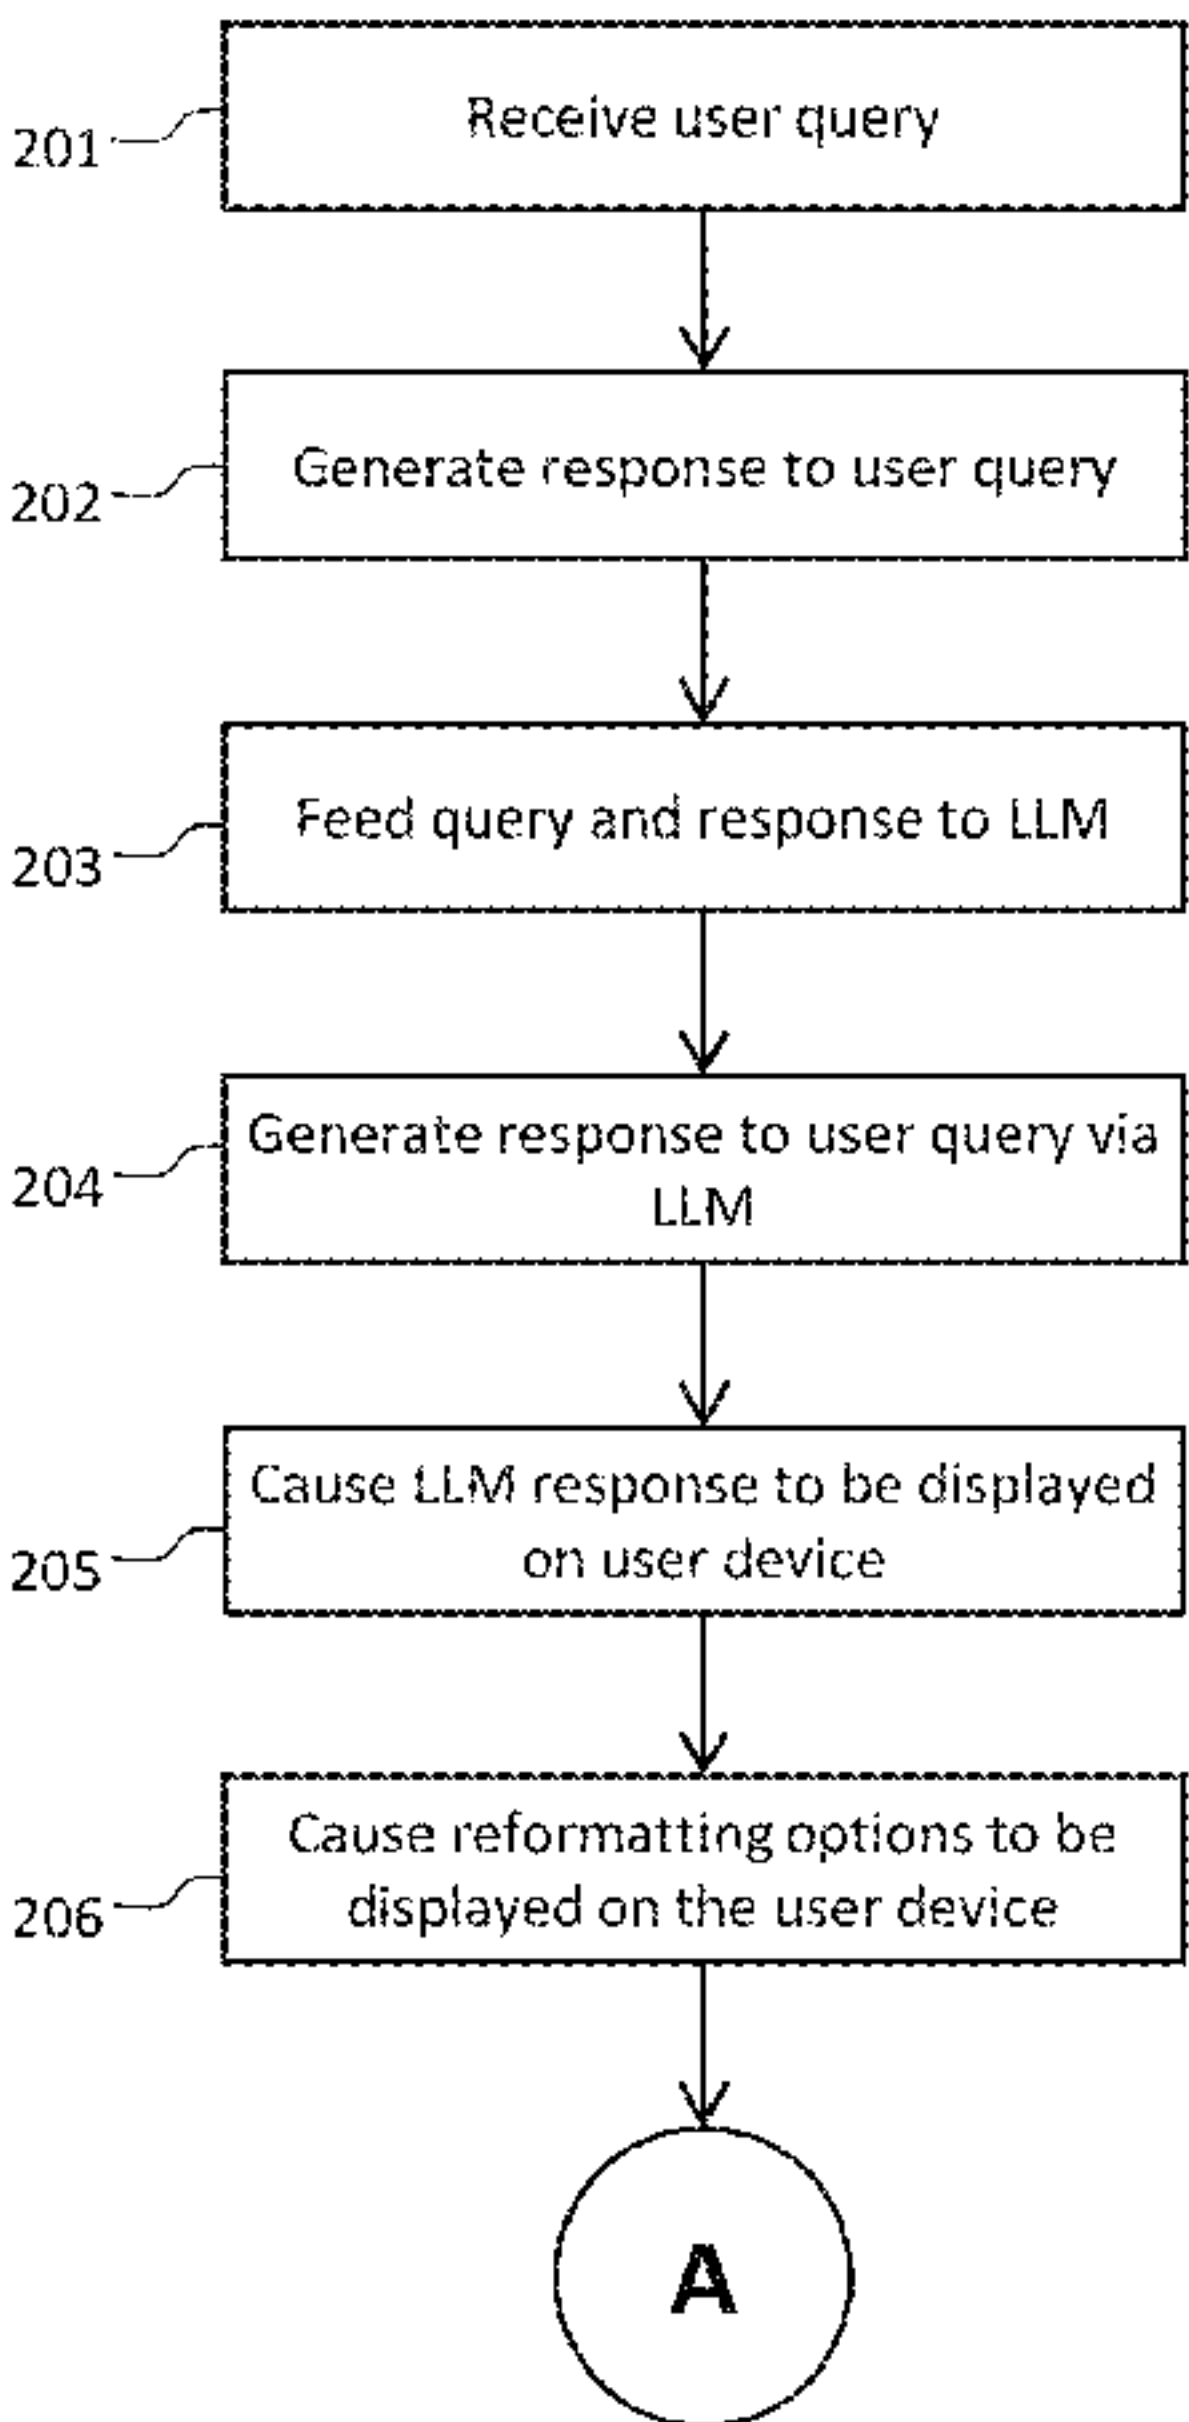 201
Receive user query
202
Generate response to user query
203
Feed query and response to LLM
204
Generate response to user query via
LLM
205
Cause LLM response to be displayed
on user device
206
Cause reformatting options to be
displayed on the user device
A